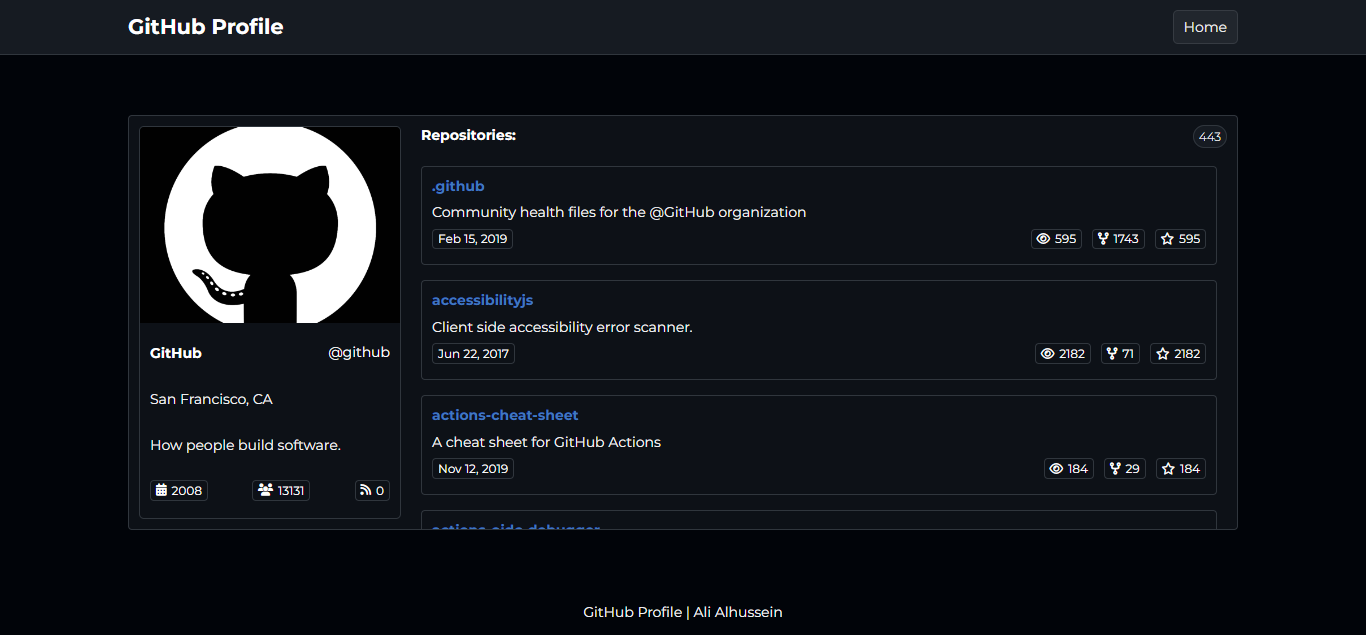 GitHub Profile
Home
GitHub
@github
San Francisco, CA
How people build software.
2008 13131 0
Repositories:
443
.github
Community health files for the @GitHub organization
Feb 15, 2019
595 1743 595
accessibilityjs
Client side accessibility error scanner.
Jun 22, 2017
2182 71 2182
actions-cheat-sheet
A cheat sheet for GitHub Actions
Nov 12, 2019
184 29 184
GitHub Profile | Ali Alhussein